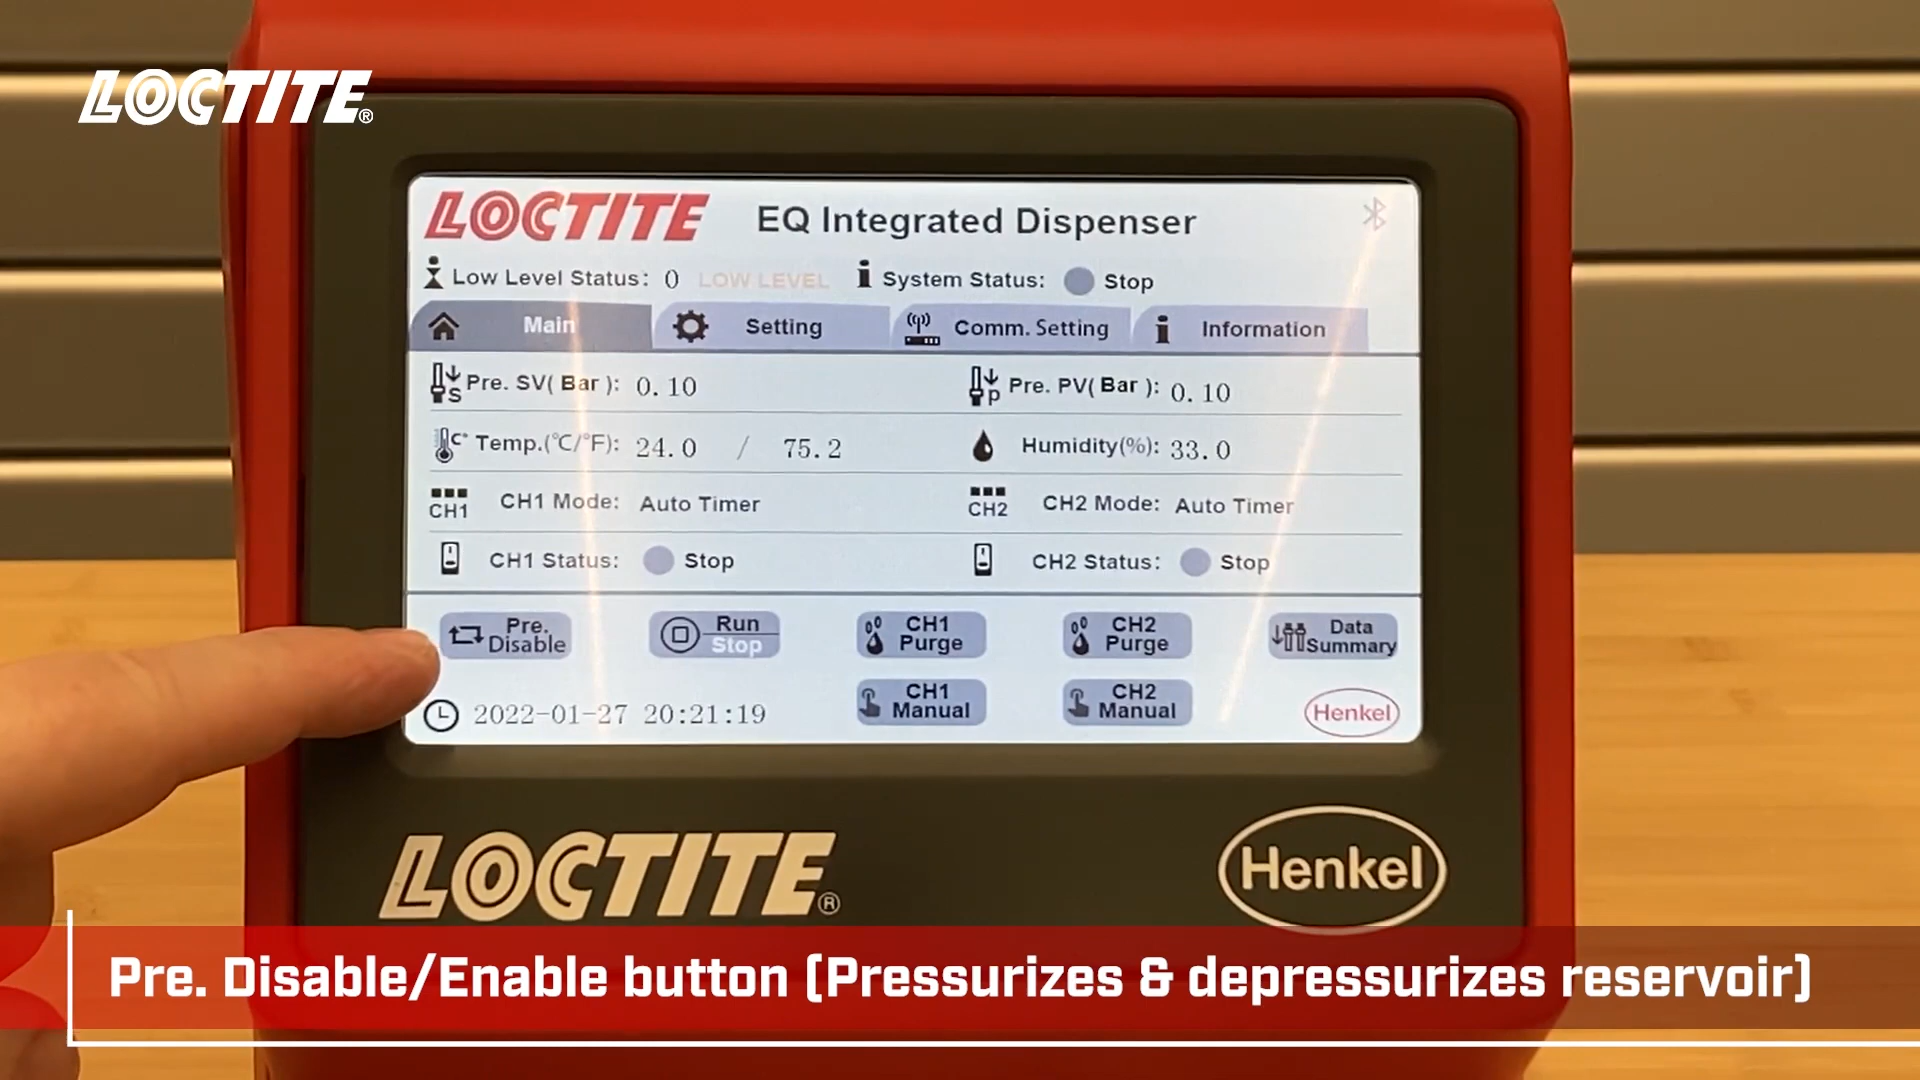 LOCTITE®
LOCTITE EQ Integrated Dispenser
Low Level Status: 0 LOW LEVEL System Status: Stop
Main Setting Comm. Setting Information
S Pre. SV( Bar ): 0.10 P Pre. PV( Bar ): 0.10
C° Temp.(°C/°F): 24.0 / 75.2 Humidity(%): 33.0
CH1 CH1 Mode: Auto Timer CH2 CH2 Mode: Auto Timer
CH1 Status: Stop CH2 Status: Stop
Pre. Disable
Run Stop
CH1 Purge
CH2 Purge
Data Summary
2022-01-27 20:21:19
CH1 Manual
CH2 Manual
Henkel
LOCTITE®
Henkel
Pre. Disable/Enable button (Pressurizes & depressurizes reservoir)